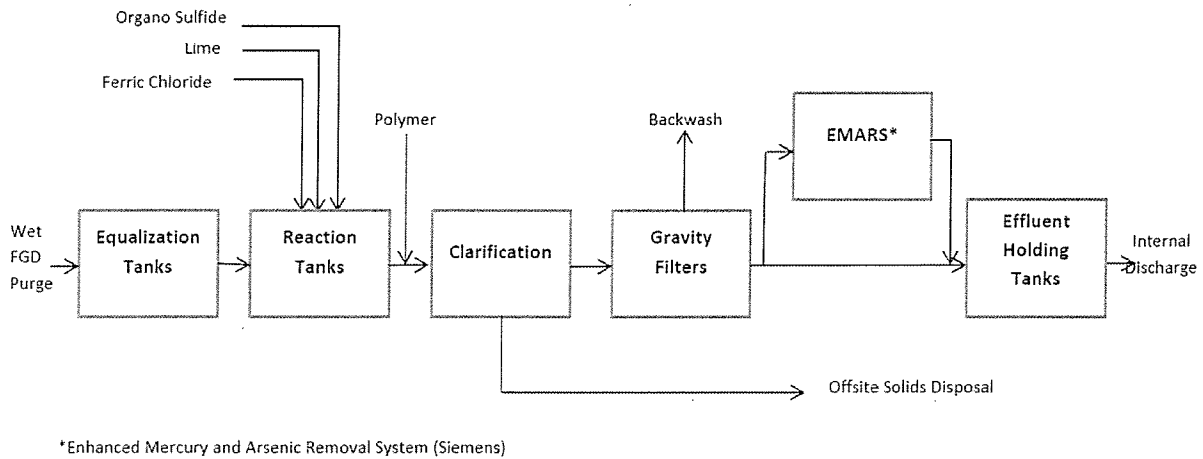 Organo Sulfide
Lime
Ferric Chloride
Polymer
Backwash
EMARS*
Wet
FGD
Purge
Equalization
Tanks
Reaction
Tanks
Clarification
Gravity
Filters
Effluent
Holding
Tanks
Internal
Discharge
Offsite Solids Disposal
*Enhanced Mercury and Arsenic Removal System (Siemens)